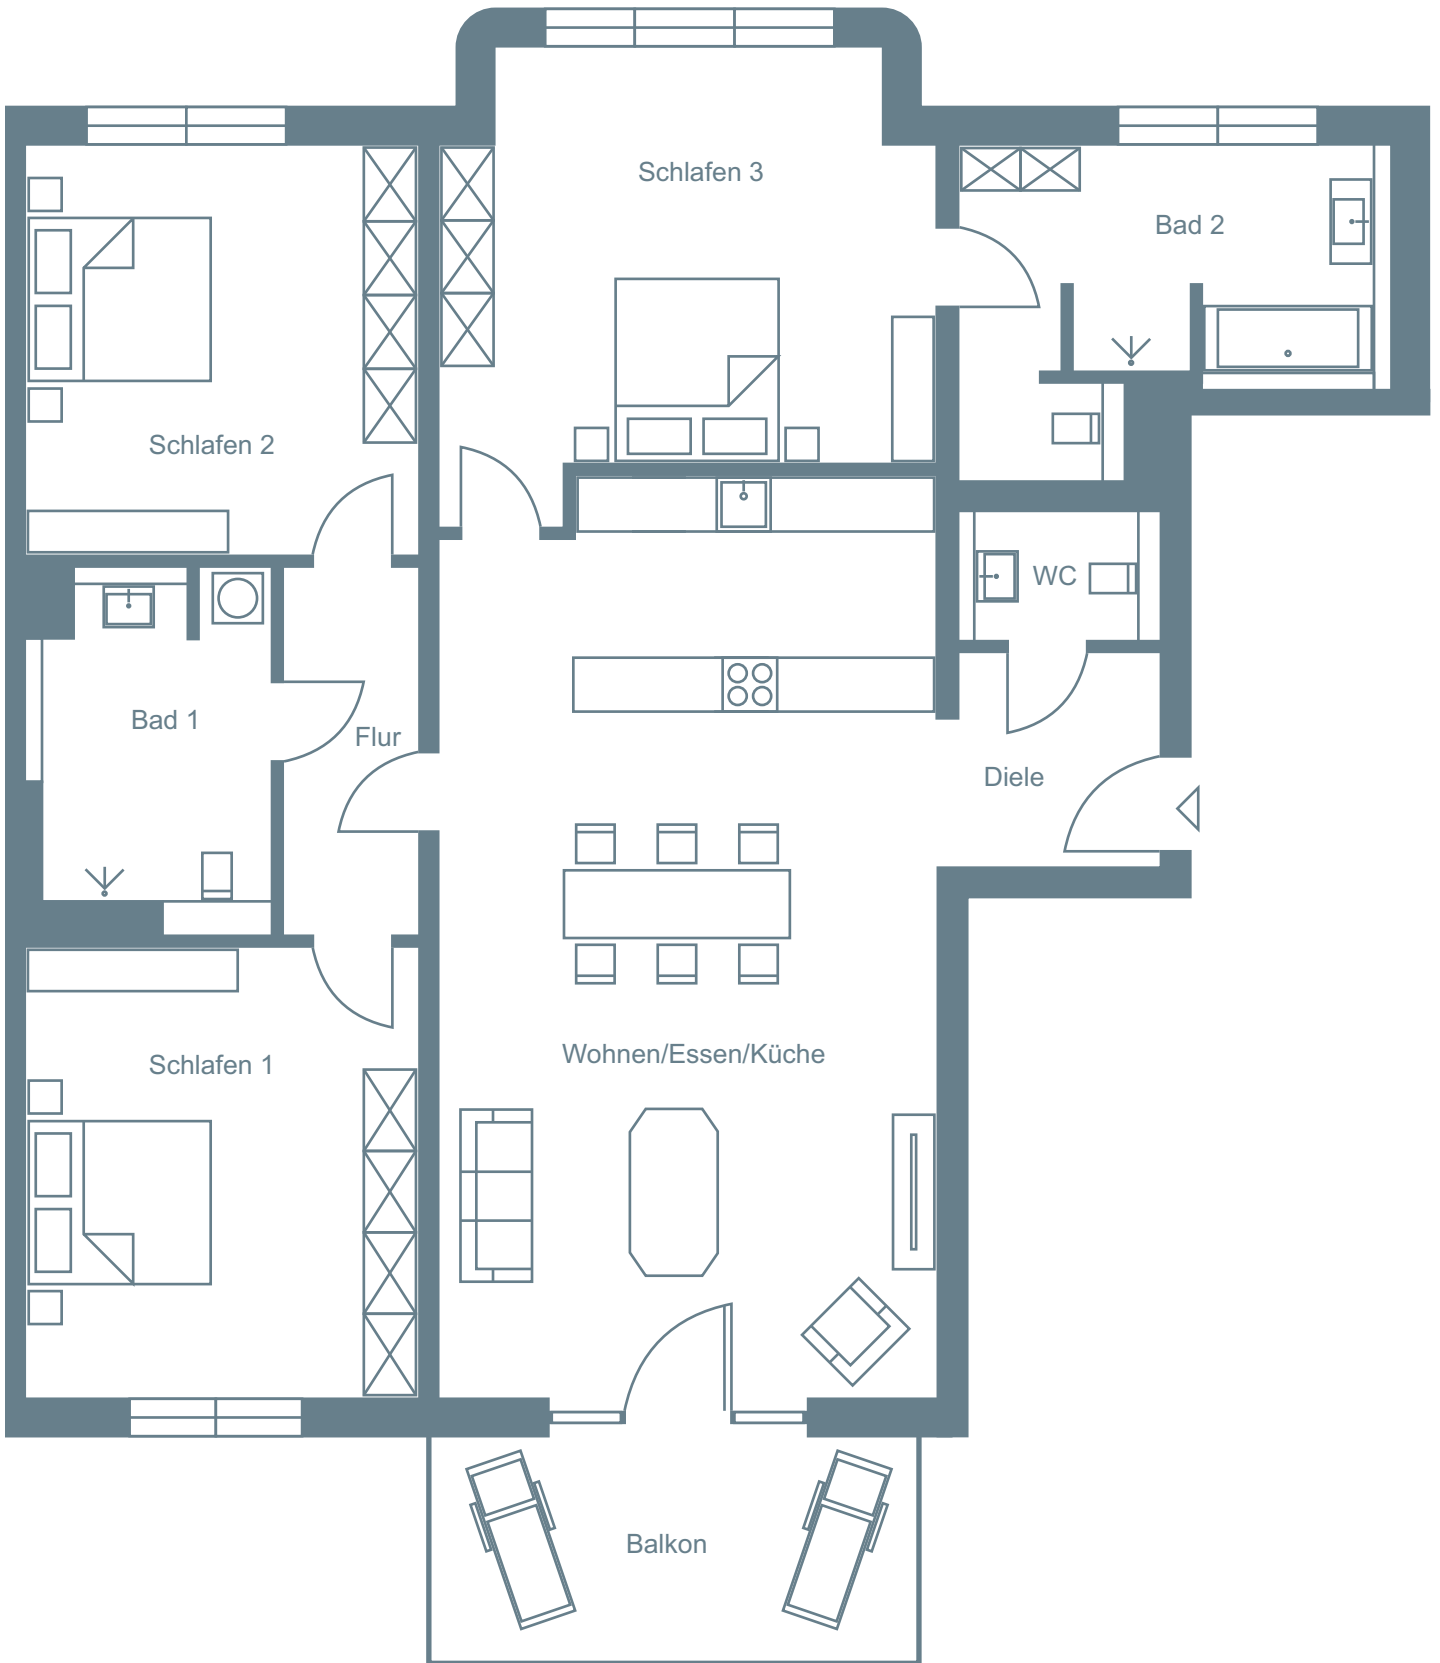 Schlafen 3
Bad 2
Schlafen 2
WC
Bad 1
Flur
Diele
Wohnen/Essen/Küche
Schlafen 1
Balkon